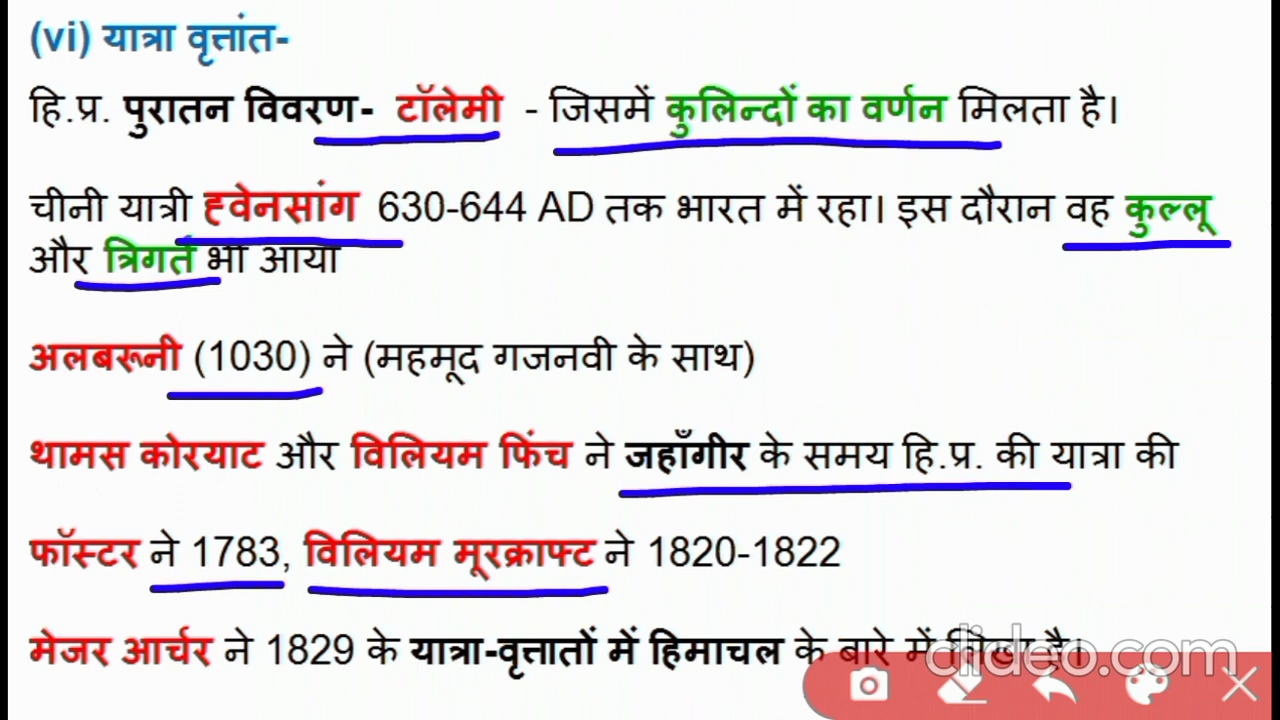 (vi) यात्रा वृत्तांत-
हि.प्र. पुरातन विवरण- टॉलेमी - जिसमें कुलिन्दों का वर्णन मिलता है।
चीनी यात्री ह्वेनसांग 630-644 AD तक भारत में रहा। इस दौरान वह कुल्लू
और त्रिगर्त भी आया
अलबरूनी (1030) ने (महमूद गजनवी के साथ)
थामस कोरयाट और विलियम फिंच ने जहाँगीर के समय हि.प्र. की यात्रा की
फॉस्टर ने 1783, विलियम मूरक्राफ्ट ने 1820-1822
मेजर आर्चर ने 1829 के यात्रा-वृत्तातों में हिमाचल के बारे में लिखा है।
clideo.com